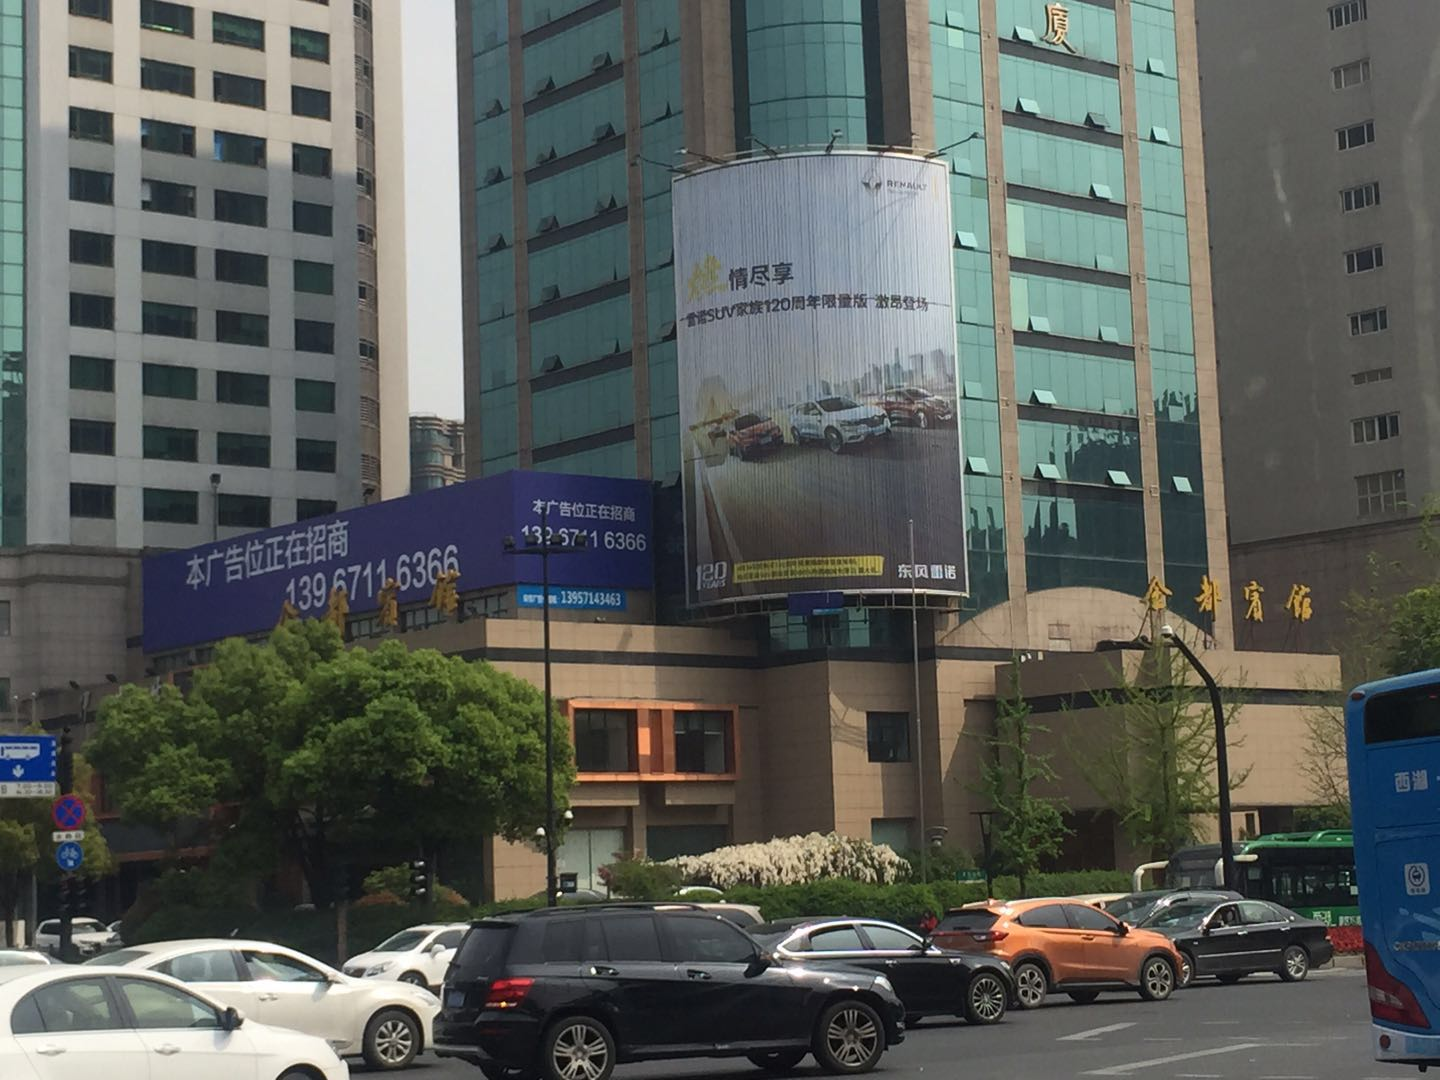 厦
RENAULT
燃情尽享
雷诺SUV家族120周年限量版 激昂登场
120
YEARS
东风雷诺
本广告位正在招商
139 6711 6366
本广告位正在招商
139 6711 6366
13957143463
金都宾馆
金都宾馆
西湖